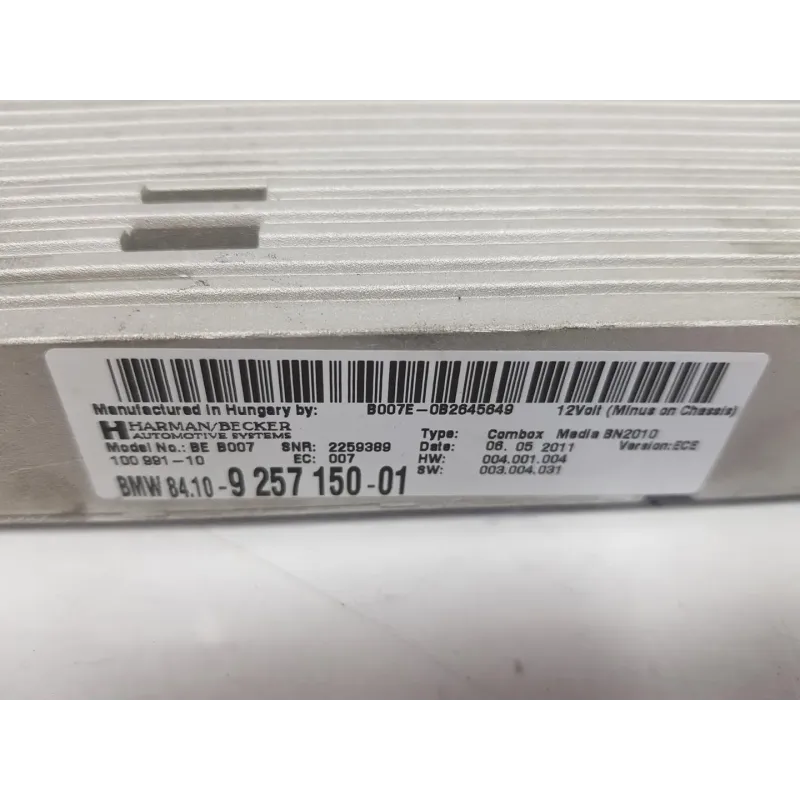 Manufactured in Hungary by: B007E-0B2645649 12Volt (Minus on Chassis)
HARMAN/BECKER
AUTOMOTIVE SYSTEMS
Type: Combox Media BN2010
Model No.: BE B007 SNR: 2259389 Date: 06. 05 2011 Version: ECE
100 991-10 EC: 007 HW: 004.001.004
SW: 003.004.031
BMW 84.10-9 257 150-01